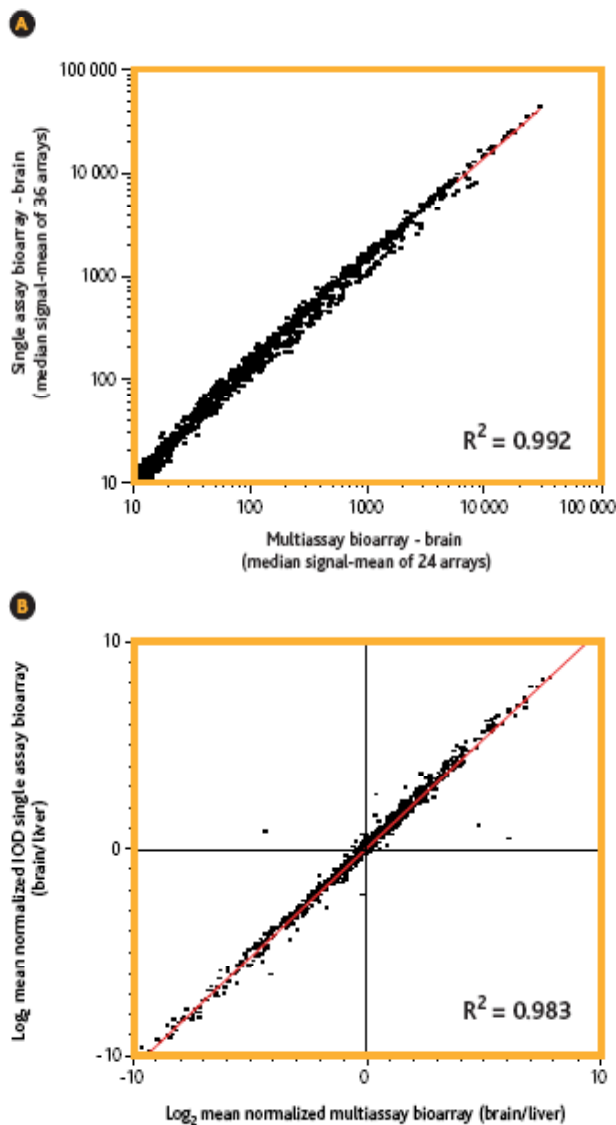 A
100 000
10 000
1000
100
10
Single assay bioarray - brain
(median signal-mean of 36 arrays)
R² = 0.992
10 100 1000 10 000 100 000
Multiassay bioarray - brain
(median signal-mean of 24 arrays)
B
10
0
-10
Log₂ mean normalized IOD single assay bioarray
(brain/liver)
R² = 0.983
-10 0 10
Log₂ mean normalized multiassay bioarray (brain/liver)